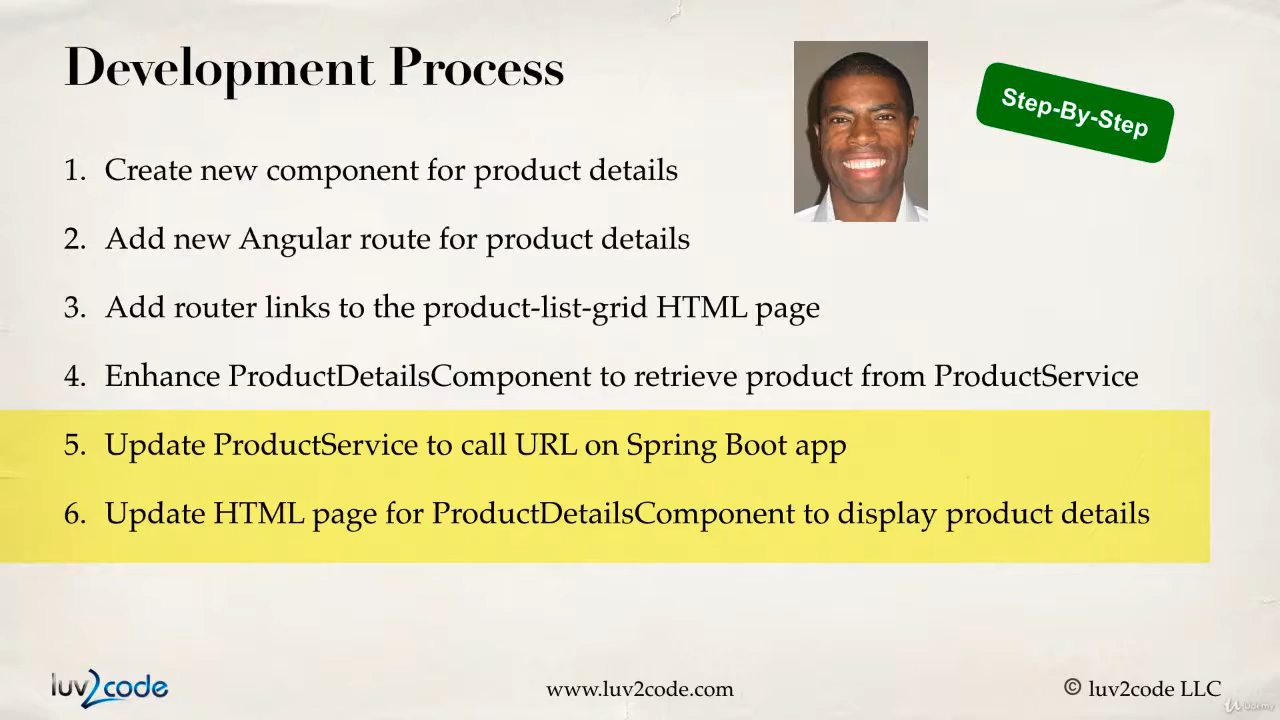 Development Process
Step-By-Step
1. Create new component for product details
2. Add new Angular route for product details
3. Add router links to the product-list-grid HTML page
4. Enhance ProductDetailsComponent to retrieve product from ProductService
5. Update ProductService to call URL on Spring Boot app
6. Update HTML page for ProductDetailsComponent to display product details
luv2code
www.luv2code.com
© luv2code LLC
Udemy